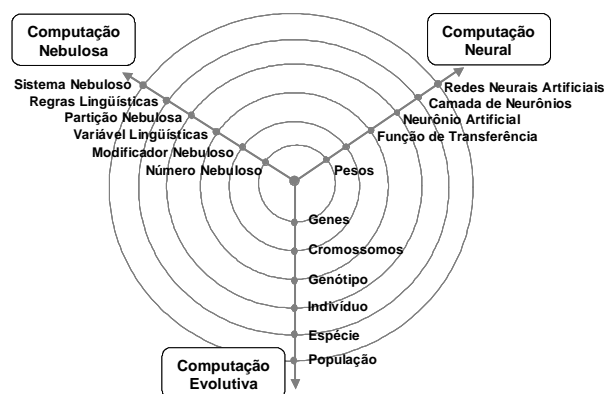 Computação
Nebulosa
Computação
Neural
Sistema Nebuloso
Regras Lingüísticas
Partição Nebulosa
Variável Lingüísticas
Modificador Nebuloso
Número Nebuloso
Redes Neurais Artificiais
Camada de Neurônios
Neurônio Artificial
Função de Transferência
Pesos
Genes
Cromossomos
Genótipo
Indivíduo
Espécie
População
Computação
Evolutiva